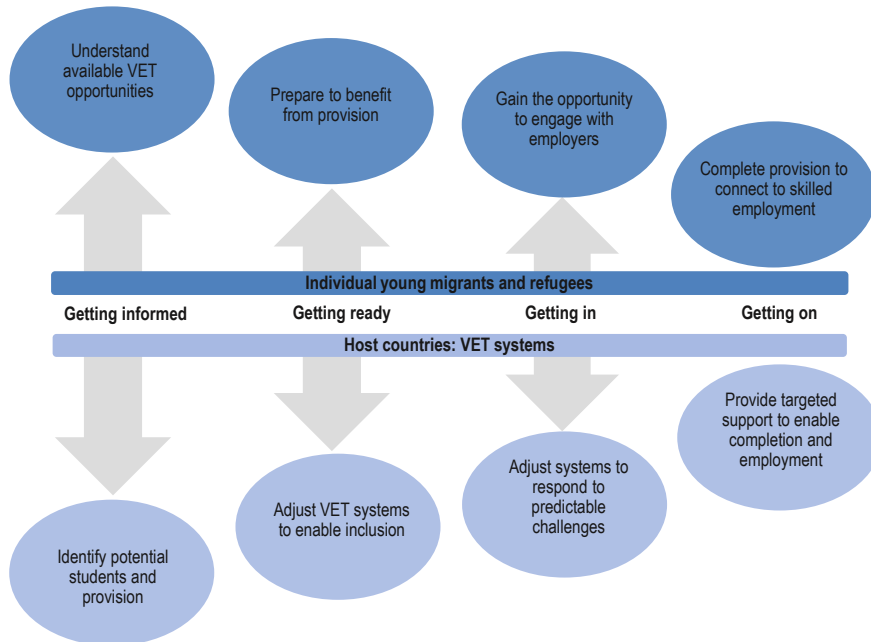 Understand
available VET
opportunities
Prepare to benefit
from provision
Gain the opportunity
to engage with
employers
Complete provision to
connect to skilled
employment
Individual young migrants and refugees
Getting informed
Getting ready
Getting in
Getting on
Host countries: VET systems
Identify potential
students and
provision
Adjust VET systems
to enable inclusion
Adjust systems to
respond to
predictable
challenges
Provide targeted
support to enable
completion and
employment